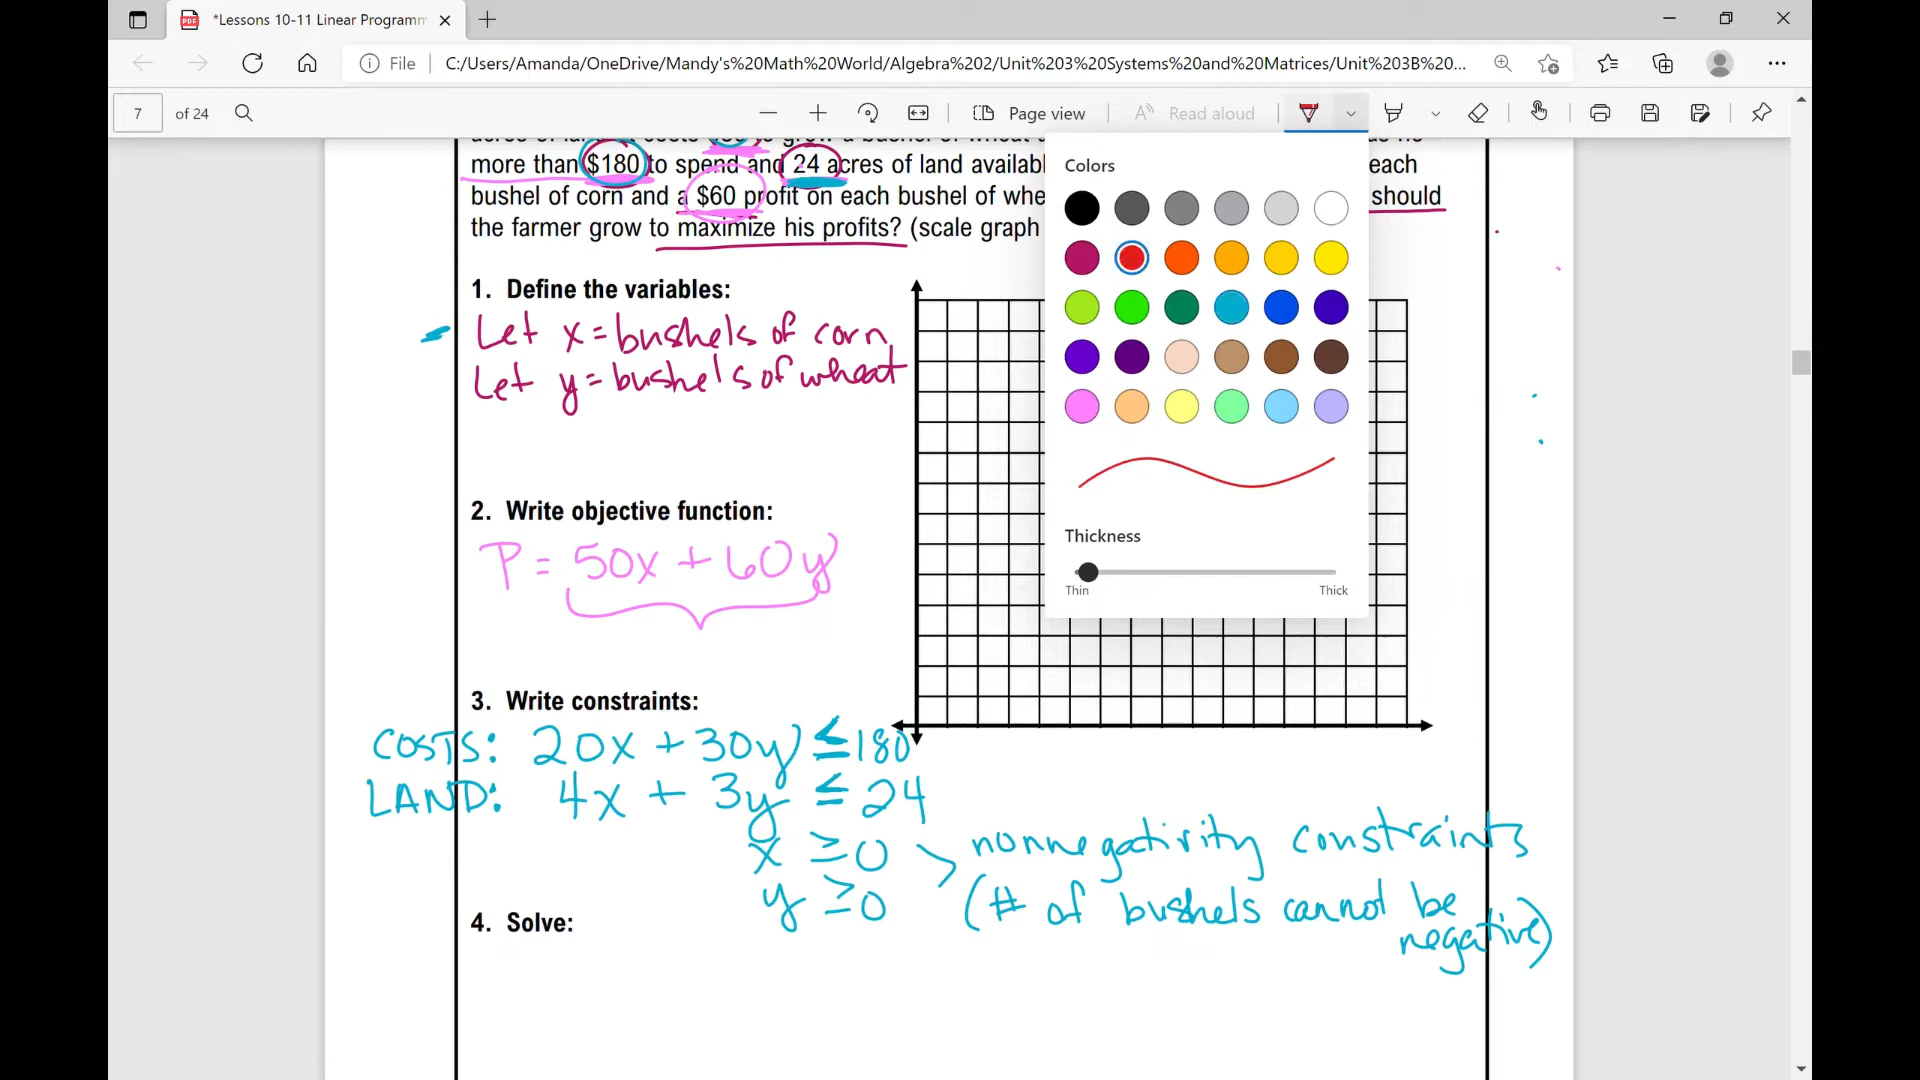 *Lessons 10-11 Linear Programm
File C:/Users/Amanda/OneDrive/Mandy's%20Math%20World/Algebra%202/Unit%203%20Systems%20and%20Matrices/Unit%203B%20...
7 of 24 Page view Read aloud
more than $180 to spend and 24 acres of land availabl each
bushel of corn and a $60 profit on each bushel of whe should
the farmer grow to maximize his profits? (scale graph
Colors
Thickness
Thin Thick
1. Define the variables:
Let x = bushels of corn
Let y = bushels of wheat
2. Write objective function:
P = 50x + 60y
3. Write constraints:
COSTS: 20x + 30y ≤ 180
LAND: 4x + 3y ≤ 24
x ≥ 0 nonnegativity constraints
y ≥ 0 (# of bushels cannot be
negative)
4. Solve: